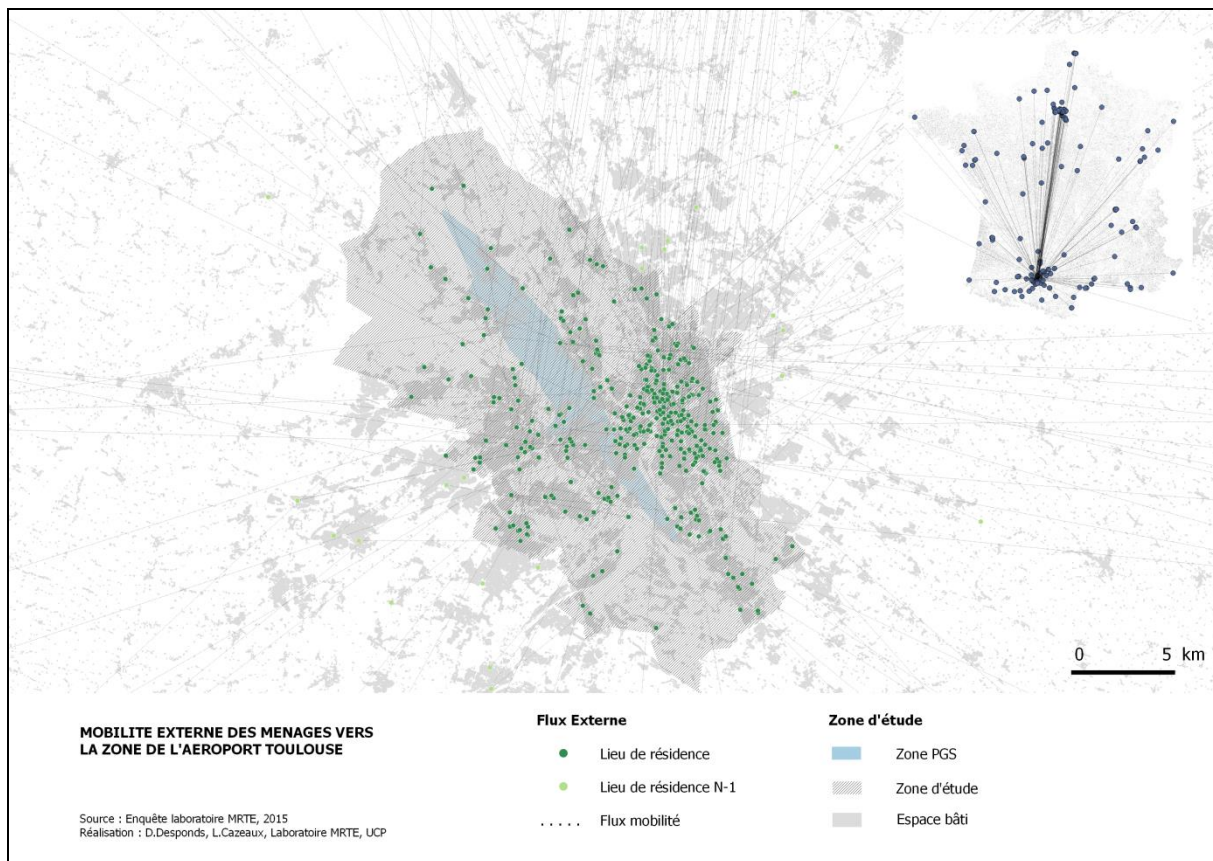 0 5 km
MOBILITE EXTERNE DES MENAGES VERS
LA ZONE DE L'AEROPORT TOULOUSE
Source : Enquête laboratoire MRTE, 2015
Réalisation : D.Desponds, L.Cazeaux, Laboratoire MRTE, UCP
Flux Externe
Lieu de résidence
Lieu de résidence N-1
Flux mobilité
Zone d'étude
Zone PGS
Zone d'étude
Espace bâti